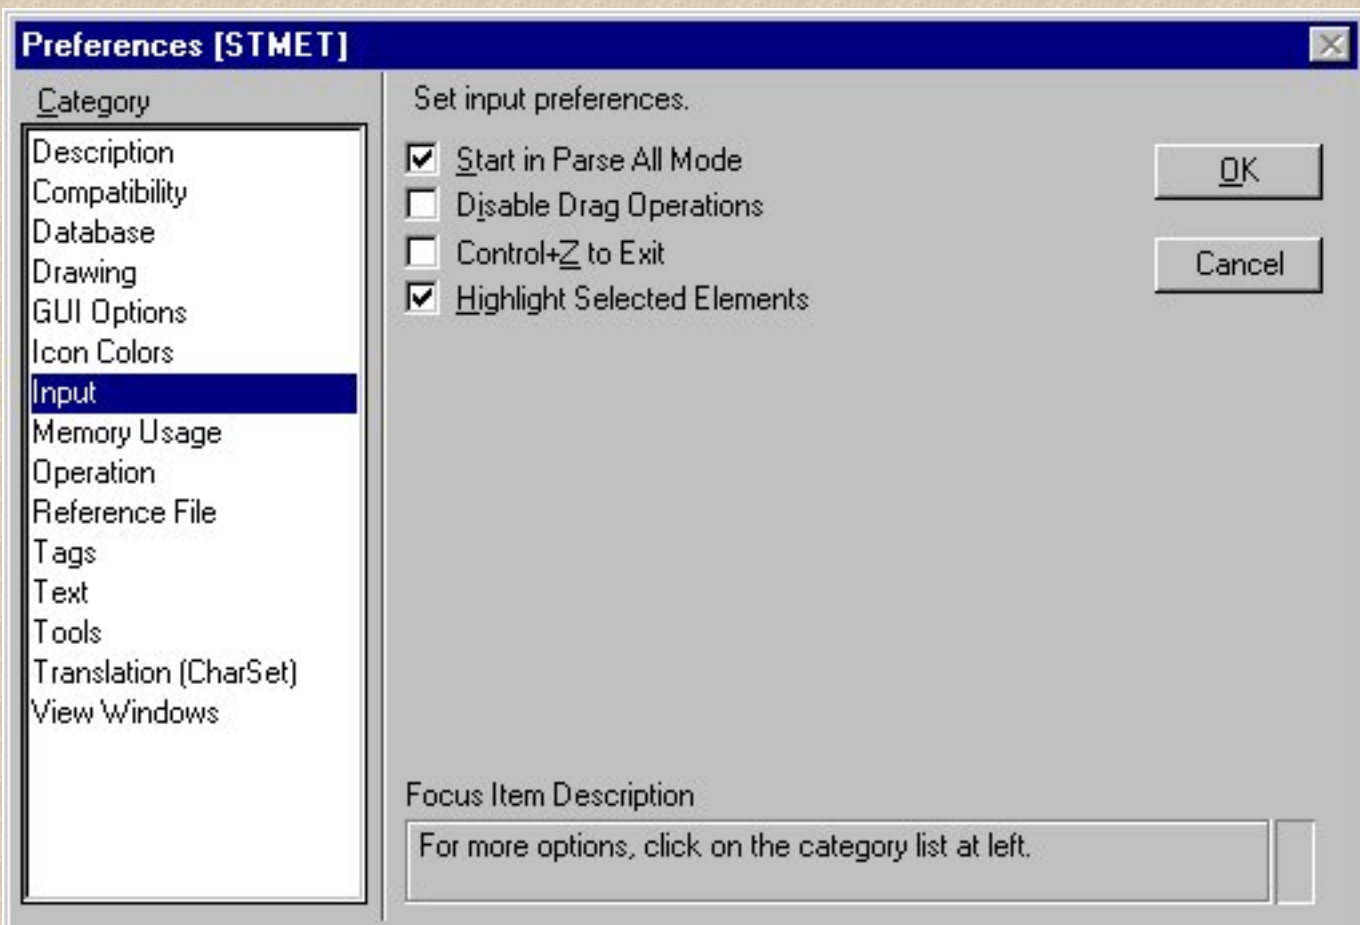 Preferences [STMET]
Category
Description
Compatibility
Database
Drawing
GUI Options
Icon Colors
Input
Memory Usage
Operation
Reference File
Tags
Text
Tools
Translation (CharSet)
View Windows
Set input preferences.
Start in Parse All Mode
Disable Drag Operations
Control+Z to Exit
Highlight Selected Elements
OK
Cancel
Focus Item Description
For more options, click on the category list at left.